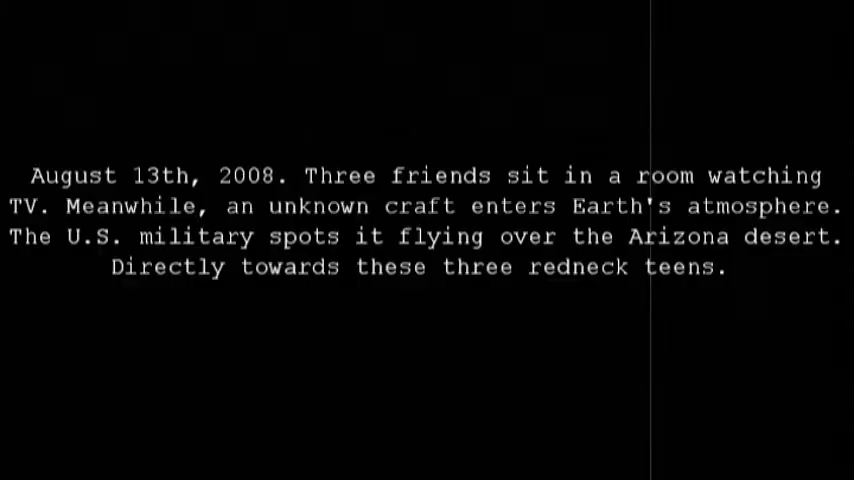 August 13th, 2008. Three friends sit in a room watching
TV. Meanwhile, an unknown craft enters Earth's atmosphere.
The U.S. military spots it flying over the Arizona desert.
Directly towards these three redneck teens.